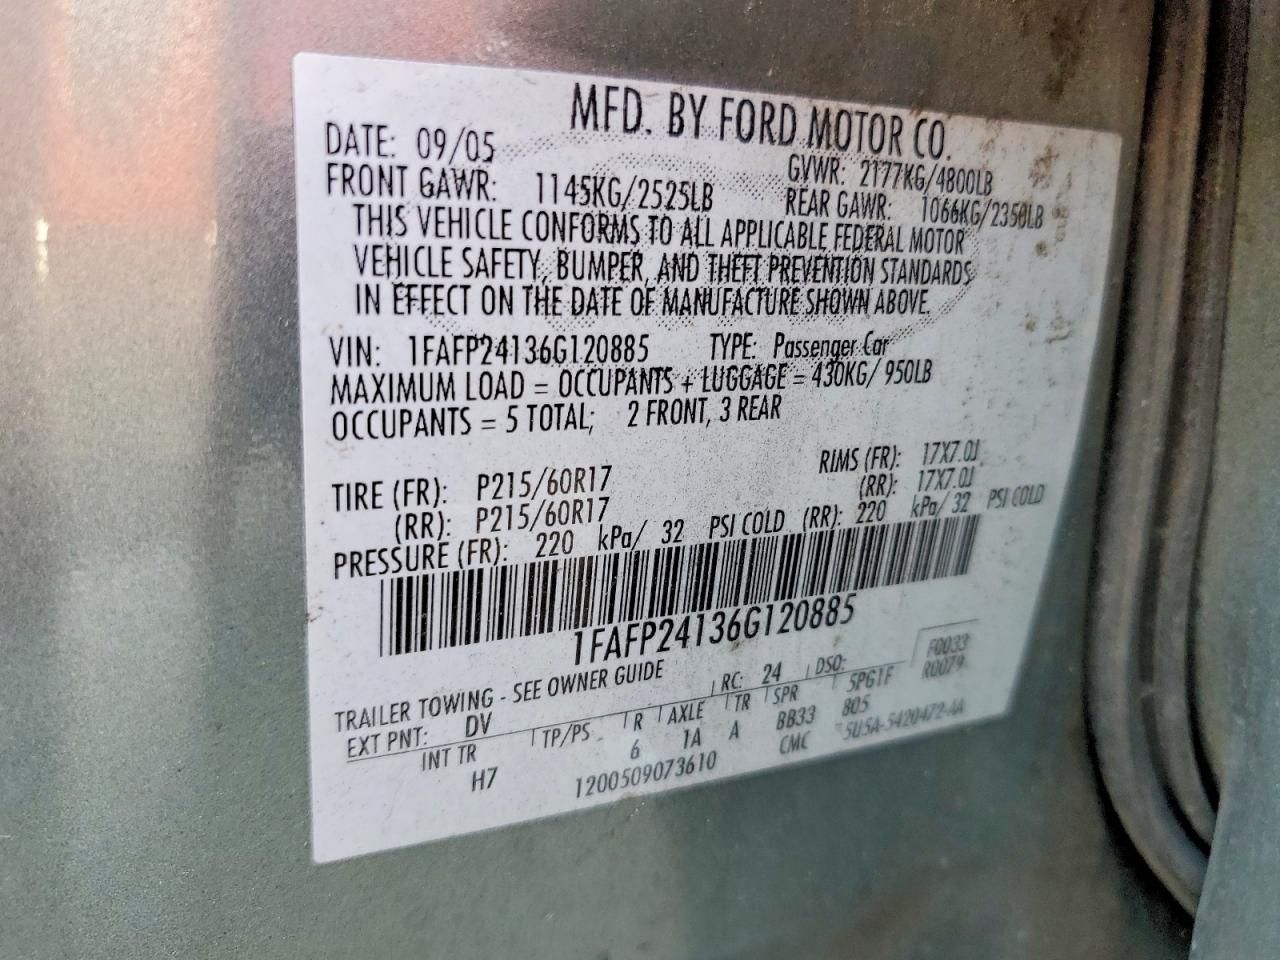 MFD. BY FORD MOTOR CO.
DATE: 09/05 GVWR: 2177KG/4800LB
FRONT GAWR: 1145KG/2525LB REAR GAWR: 1066KG/2350LB
THIS VEHICLE CONFORMS TO ALL APPLICABLE FEDERAL MOTOR
VEHICLE SAFETY, BUMPER, AND THEFT PREVENTION STANDARDS
IN EFFECT ON THE DATE OF MANUFACTURE SHOWN ABOVE.
VIN: 1FAFP24136G120885 TYPE: Passenger Car
MAXIMUM LOAD = OCCUPANTS + LUGGAGE = 430KG/ 950LB
OCCUPANTS = 5 TOTAL; 2 FRONT, 3 REAR
TIRE (FR): P215/60R17 RIMS (FR): 17X7.0J
(RR): P215/60R17 (RR): 17X7.0J
PRESSURE (FR): 220 kPa/ 32 PSI COLD (RR): 220 kPa/ 32 PSI COLD
1FAFP24136G120885
F0033
TRAILER TOWING - SEE OWNER GUIDE RC: 24 DSO: R0079
EXT PNT: DV TP/PS R AXLE TR SPR 5PG1F
INT TR 6 1A A BB33 805
H7 1200509073610 CMC 5U5A-5420472-AA